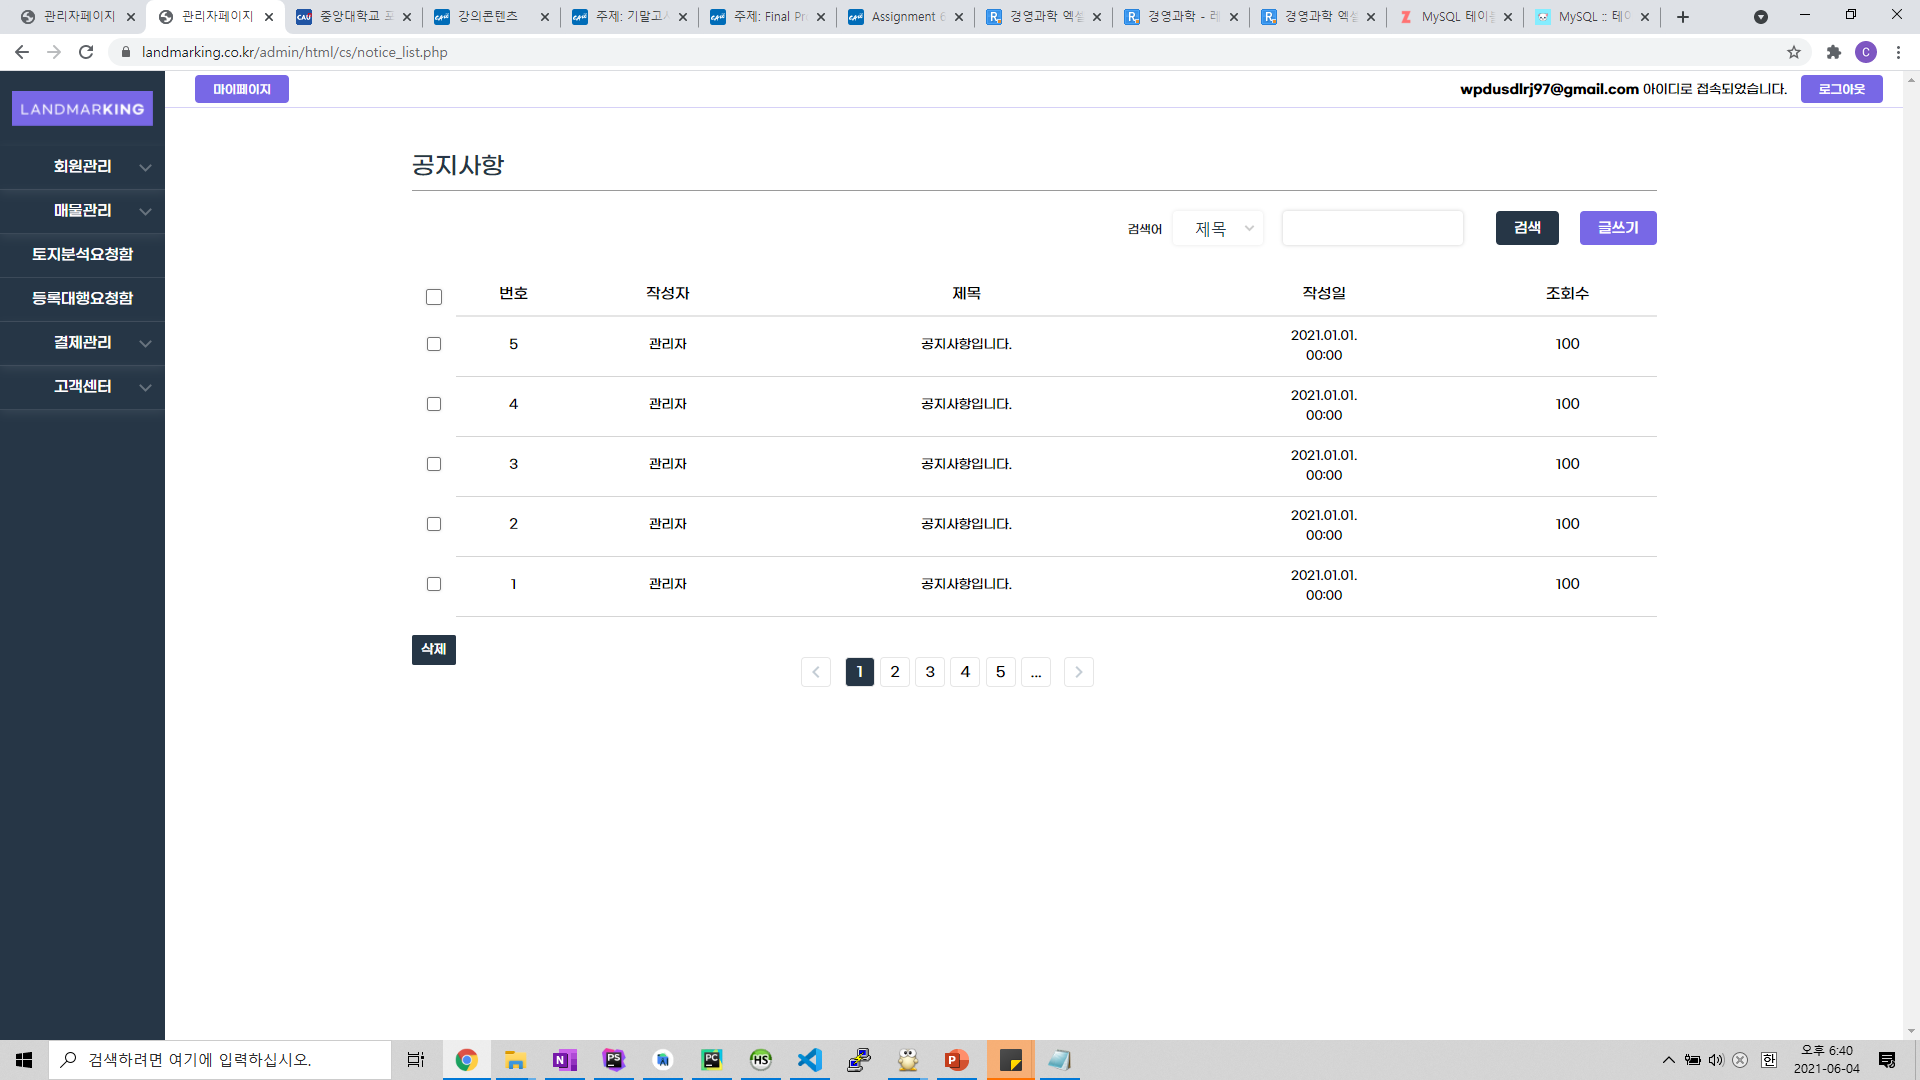 관리자페이지
관리자페이지
중앙대학교 포
강의콘텐츠
주제: 기말고사
주제: Final Pr
Assignment 6
경영과학 엑셀
경영과학 - 레
경영과학 엑셀
MySQL 테이블
MySQL :: 테이
landmarking.co.kr/admin/html/cs/notice_list.php
C
LANDMARKING
마이페이지
wpdusdlrj97@gmail.com 아이디로 접속되었습니다.
로그아웃
회원관리
매물관리
토지분석요청함
등록대행요청함
결제관리
고객센터
공지사항
검색어 제목 검색 글쓰기
번호 작성자 제목 작성일 조회수
5 관리자 공지사항입니다. 2021.01.01. 100
00:00
4 관리자 공지사항입니다. 2021.01.01. 100
00:00
3 관리자 공지사항입니다. 2021.01.01. 100
00:00
2 관리자 공지사항입니다. 2021.01.01. 100
00:00
1 관리자 공지사항입니다. 2021.01.01. 100
00:00
삭제
1 2 3 4 5 ...
검색하려면 여기에 입력하십시오.
한
오후 6:40
2021-06-04